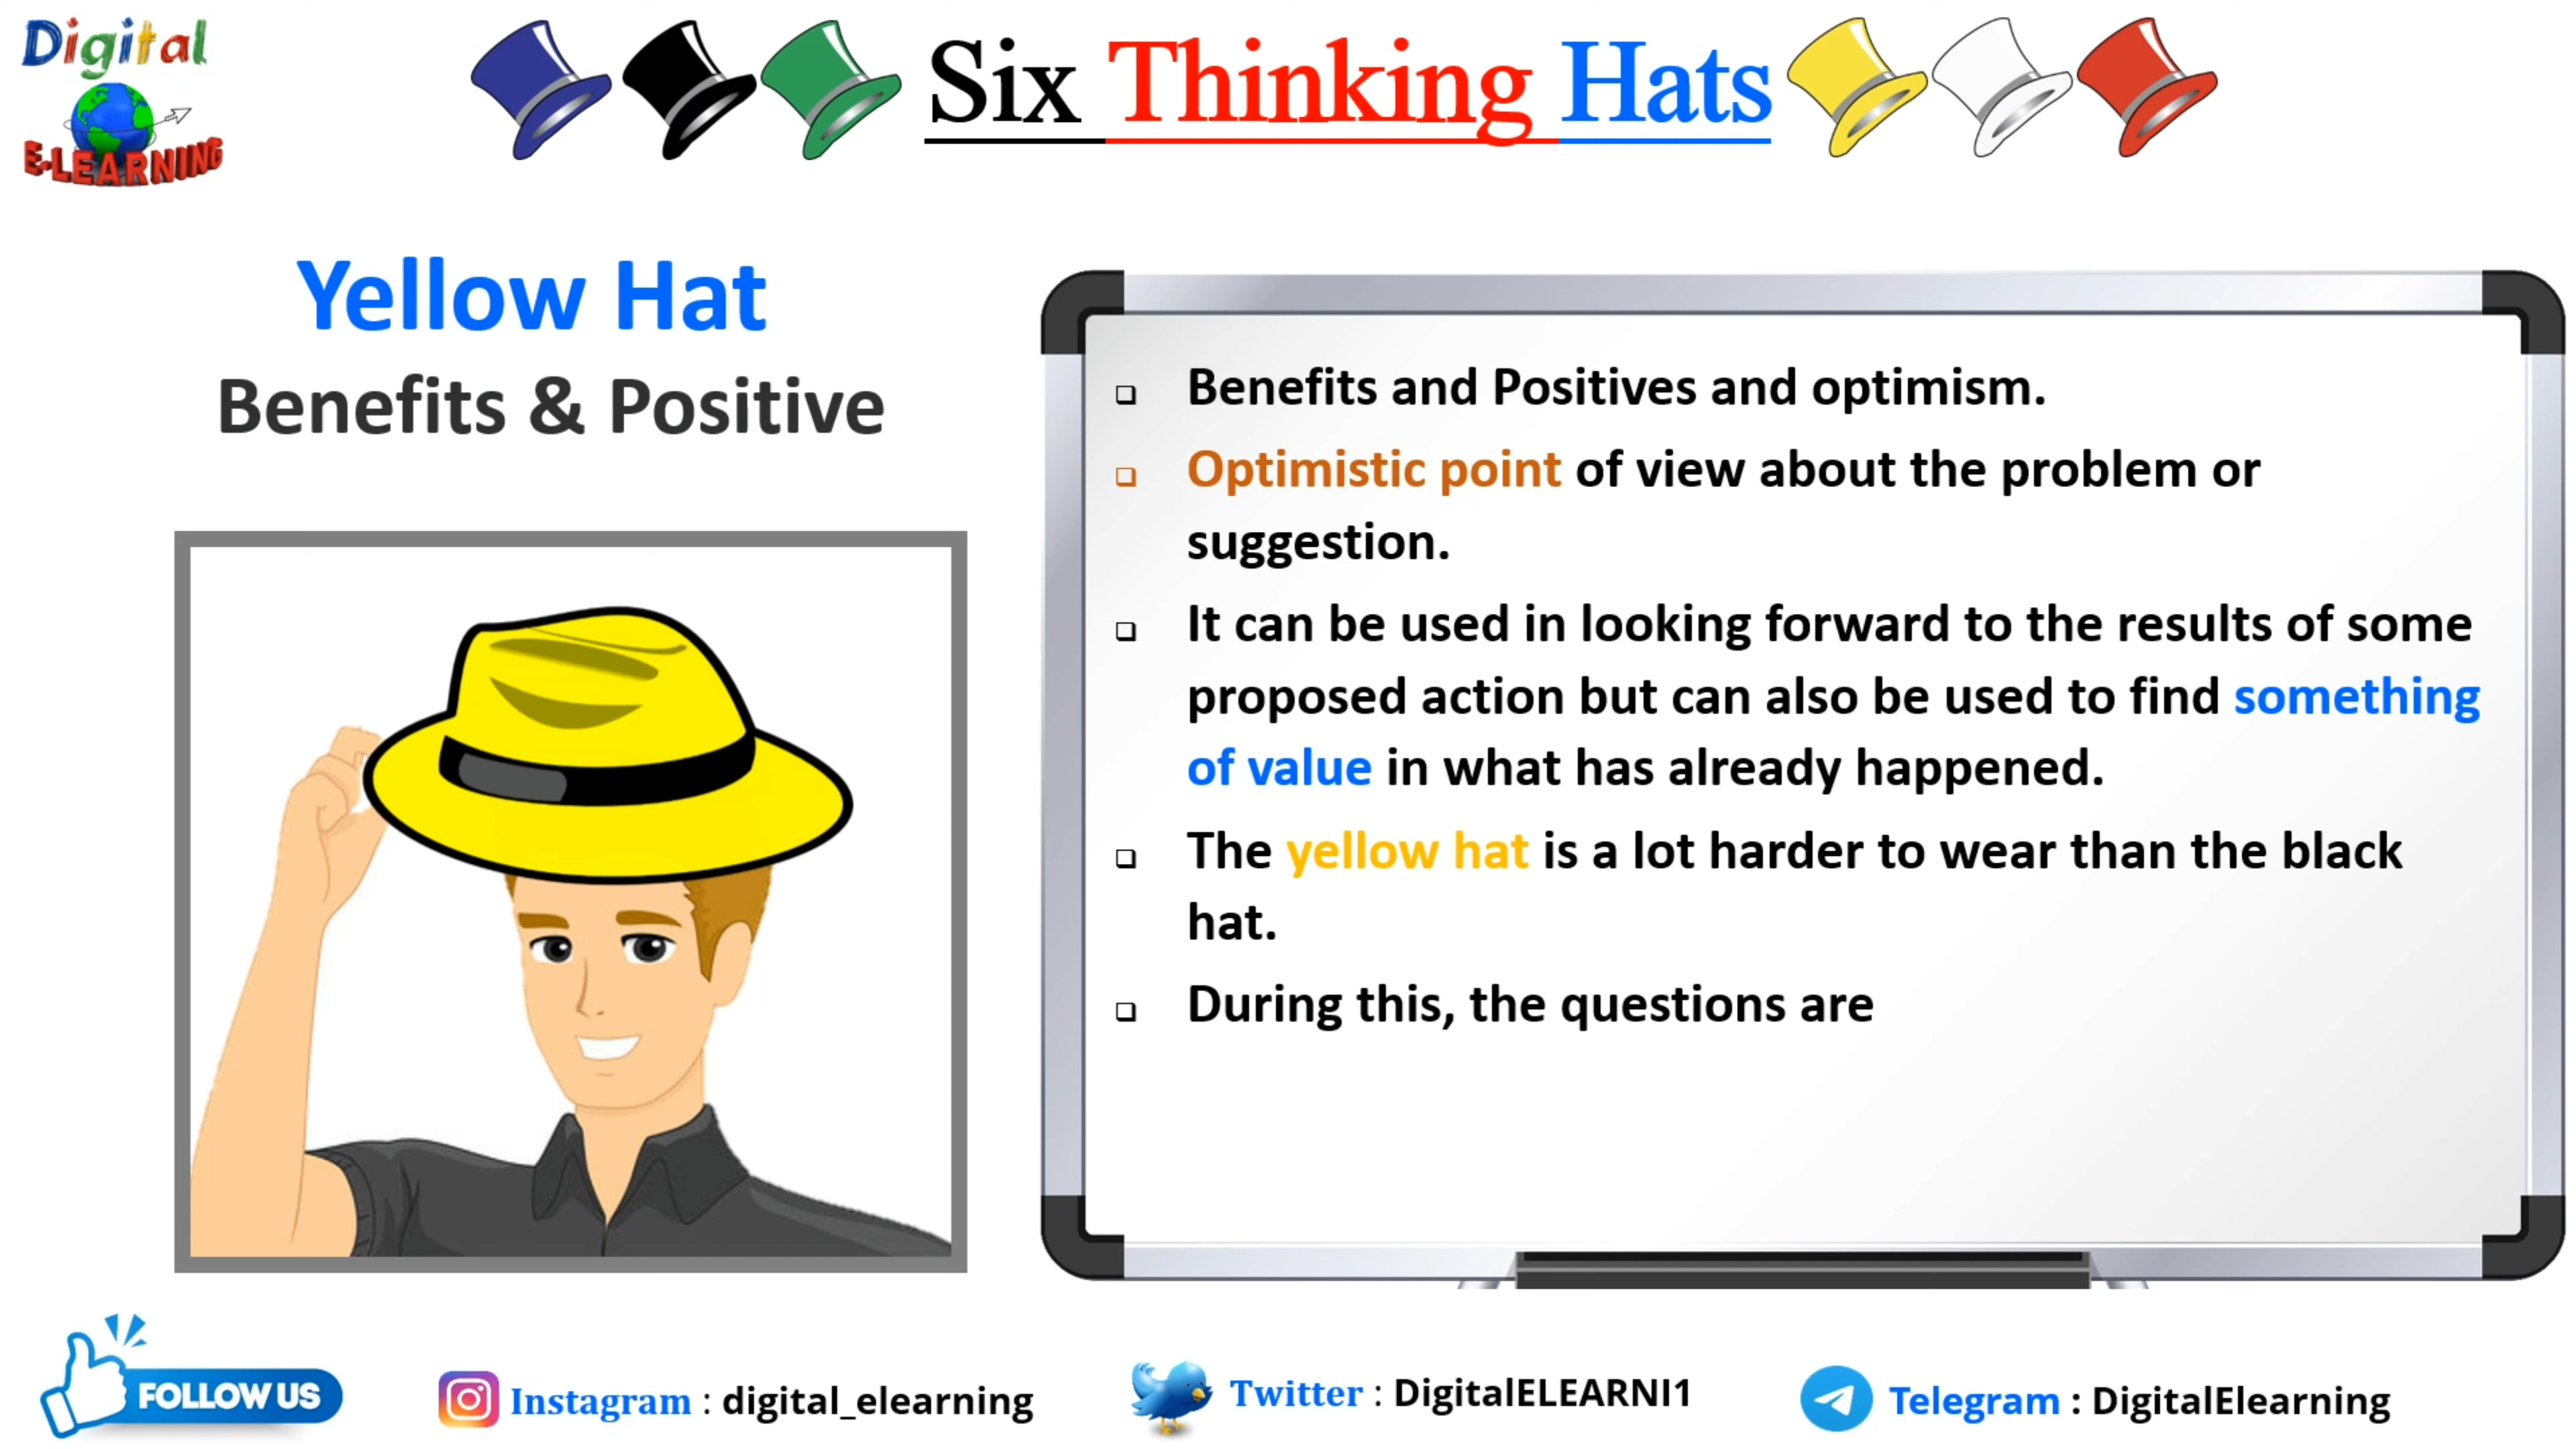 Digital
E-LEARNING
Six Thinking Hats
Yellow Hat
Benefits & Positive
❑ Benefits and Positives and optimism.
❑ Optimistic point of view about the problem or
suggestion.
❑ It can be used in looking forward to the results of some
proposed action but can also be used to find something
of value in what has already happened.
❑ The yellow hat is a lot harder to wear than the black
hat.
❑ During this, the questions are
FOLLOW US
Instagram : digital_elearning
Twitter : DigitalELEARNI1
Telegram : DigitalElearning